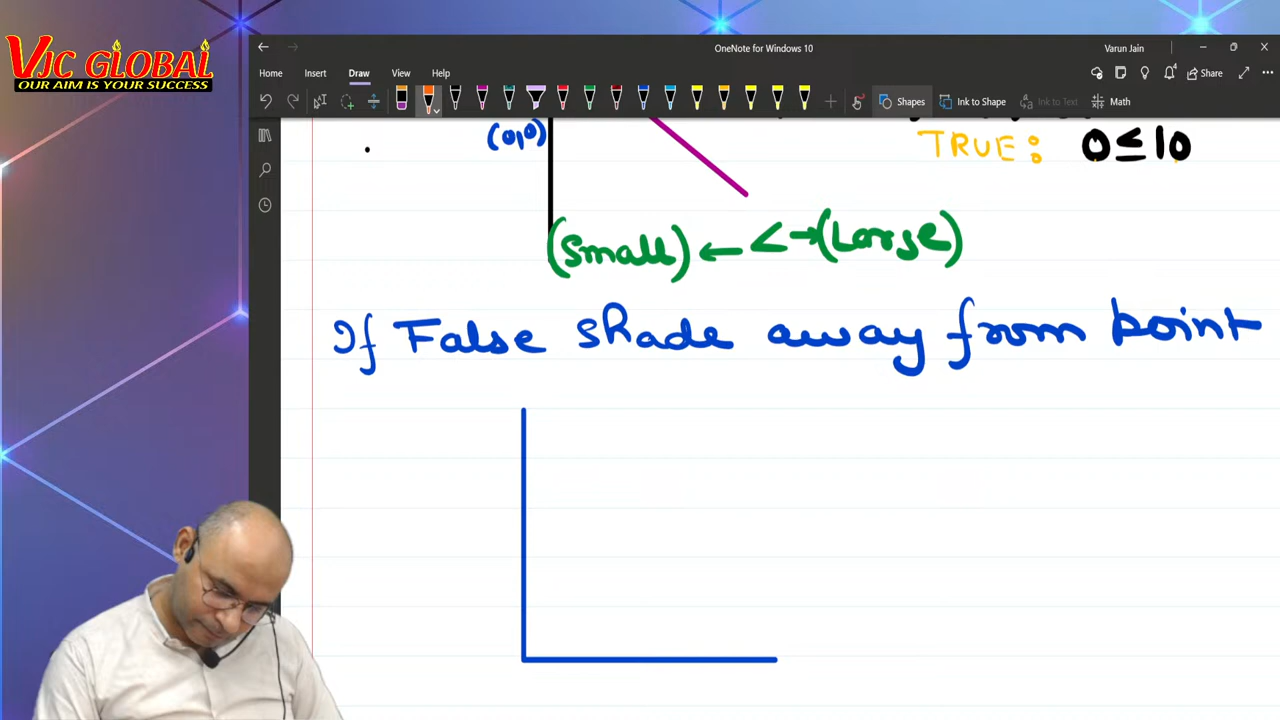 VJC GLOBAL
OUR AIM IS YOUR SUCCESS
OneNote for Windows 10
Varun Jain
Home Insert Draw View Help
Share
Shapes Ink to Shape Ink to Text Math
(0,0)
TRUE: 0≤10
(Small) ← < → (Large)
If False shade away from point